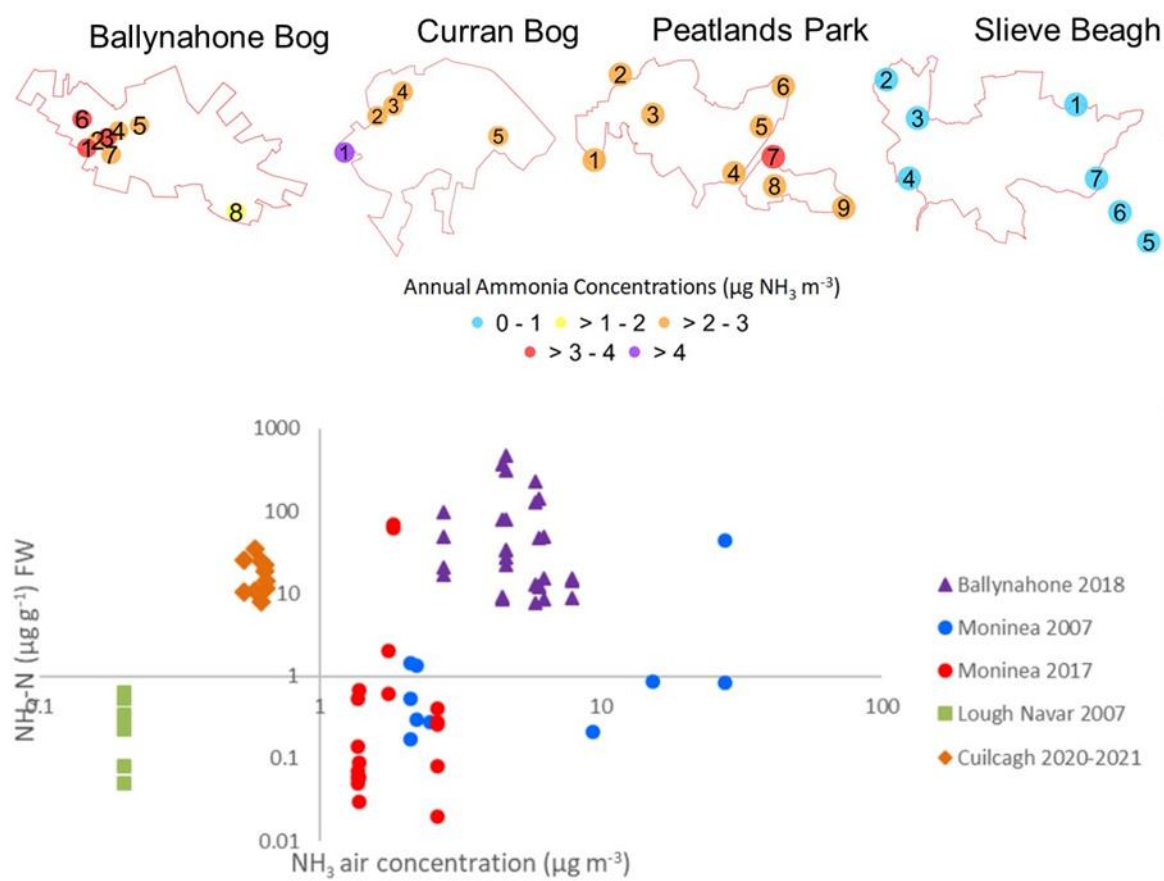 Ballynahone Bog
Curran Bog
Peatlands Park
Slieve Beagh
6 1 2 3 4 5 7 8
4 3 2 1 5
2 3 1 6 5 7 4 8 9
2 3 4 1 7 6 5
Annual Ammonia Concentrations (µg NH₃ m⁻³)
0 - 1 > 1 - 2 > 2 - 3
> 3 - 4 > 4
1000
100
10
1
0.1
0.01
0.1 1 10 100
NH₄-N (µg g⁻¹) FW
NH₃ air concentration (µg m⁻³)
Ballynahone 2018
Moninea 2007
Moninea 2017
Lough Navar 2007
Cuilcagh 2020-2021